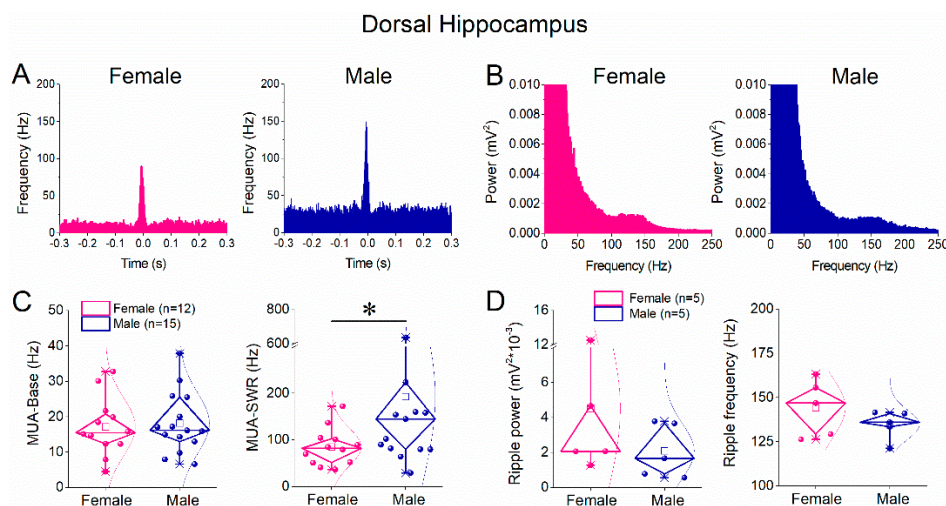 Dorsal Hippocampus
A
Female
Male
200
150
100
50
0
Frequency (Hz)
-0.3 -0.2 -0.1 0.0 0.1 0.2 0.3
Time (s)
200
150
100
50
0
Frequency (Hz)
-0.3 -0.2 -0.1 0.0 0.1 0.2 0.3
Time (s)
B
Female
Male
0.010
0.008
0.006
0.004
0.002
0.000
Power (mV2)
0 50 100 150 200 250
Frequency (Hz)
0.010
0.008
0.006
0.004
0.002
0.000
Power (mV2)
0 50 100 150 200 250
Frequency (Hz)
C
Female (n=12)
Male (n=15)
50
40
30
20
10
0
MUA-Base (Hz)
Female Male
*
800
600
200
100
0
MUA-SWR (Hz)
Female Male
D
Female (n=5)
Male (n=5)
16
12
6
4
2
0
Ripple power (mV2*10-3)
Female Male
200
175
150
125
100
Ripple frequency (Hz)
Female Male